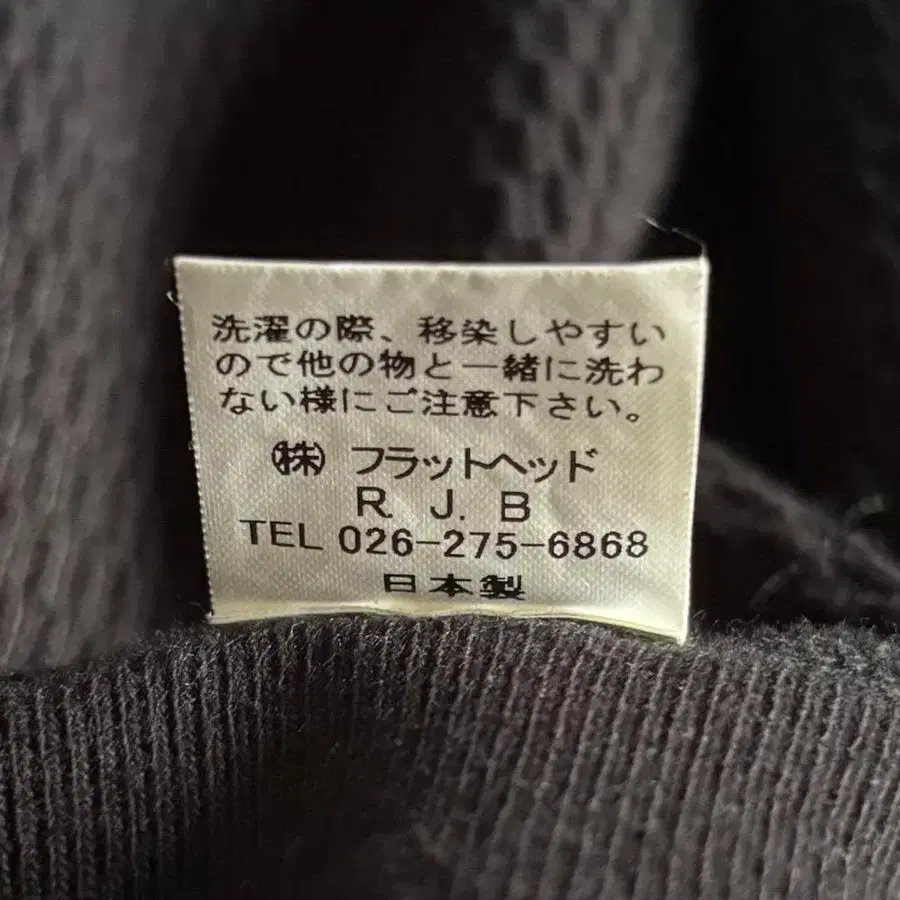 洗濯の際、移染しやすい
ので他の物と一緒に洗わ
ない様にご注意下さい。
㈱ フラットヘッド
R. J. B
TEL 026-275-6868
日本製